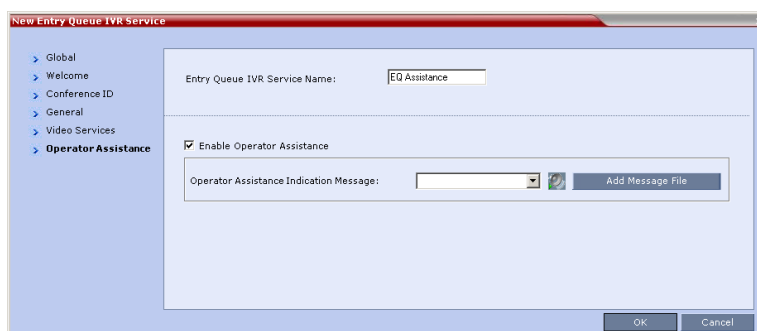 New Entry Queue IVR Service
Global
Welcome
Conference ID
General
Video Services
Operator Assistance
Entry Queue IVR Service Name:
EQ Assistance
Enable Operator Assistance
Operator Assistance Indication Message:
Add Message File
OK
Cancel